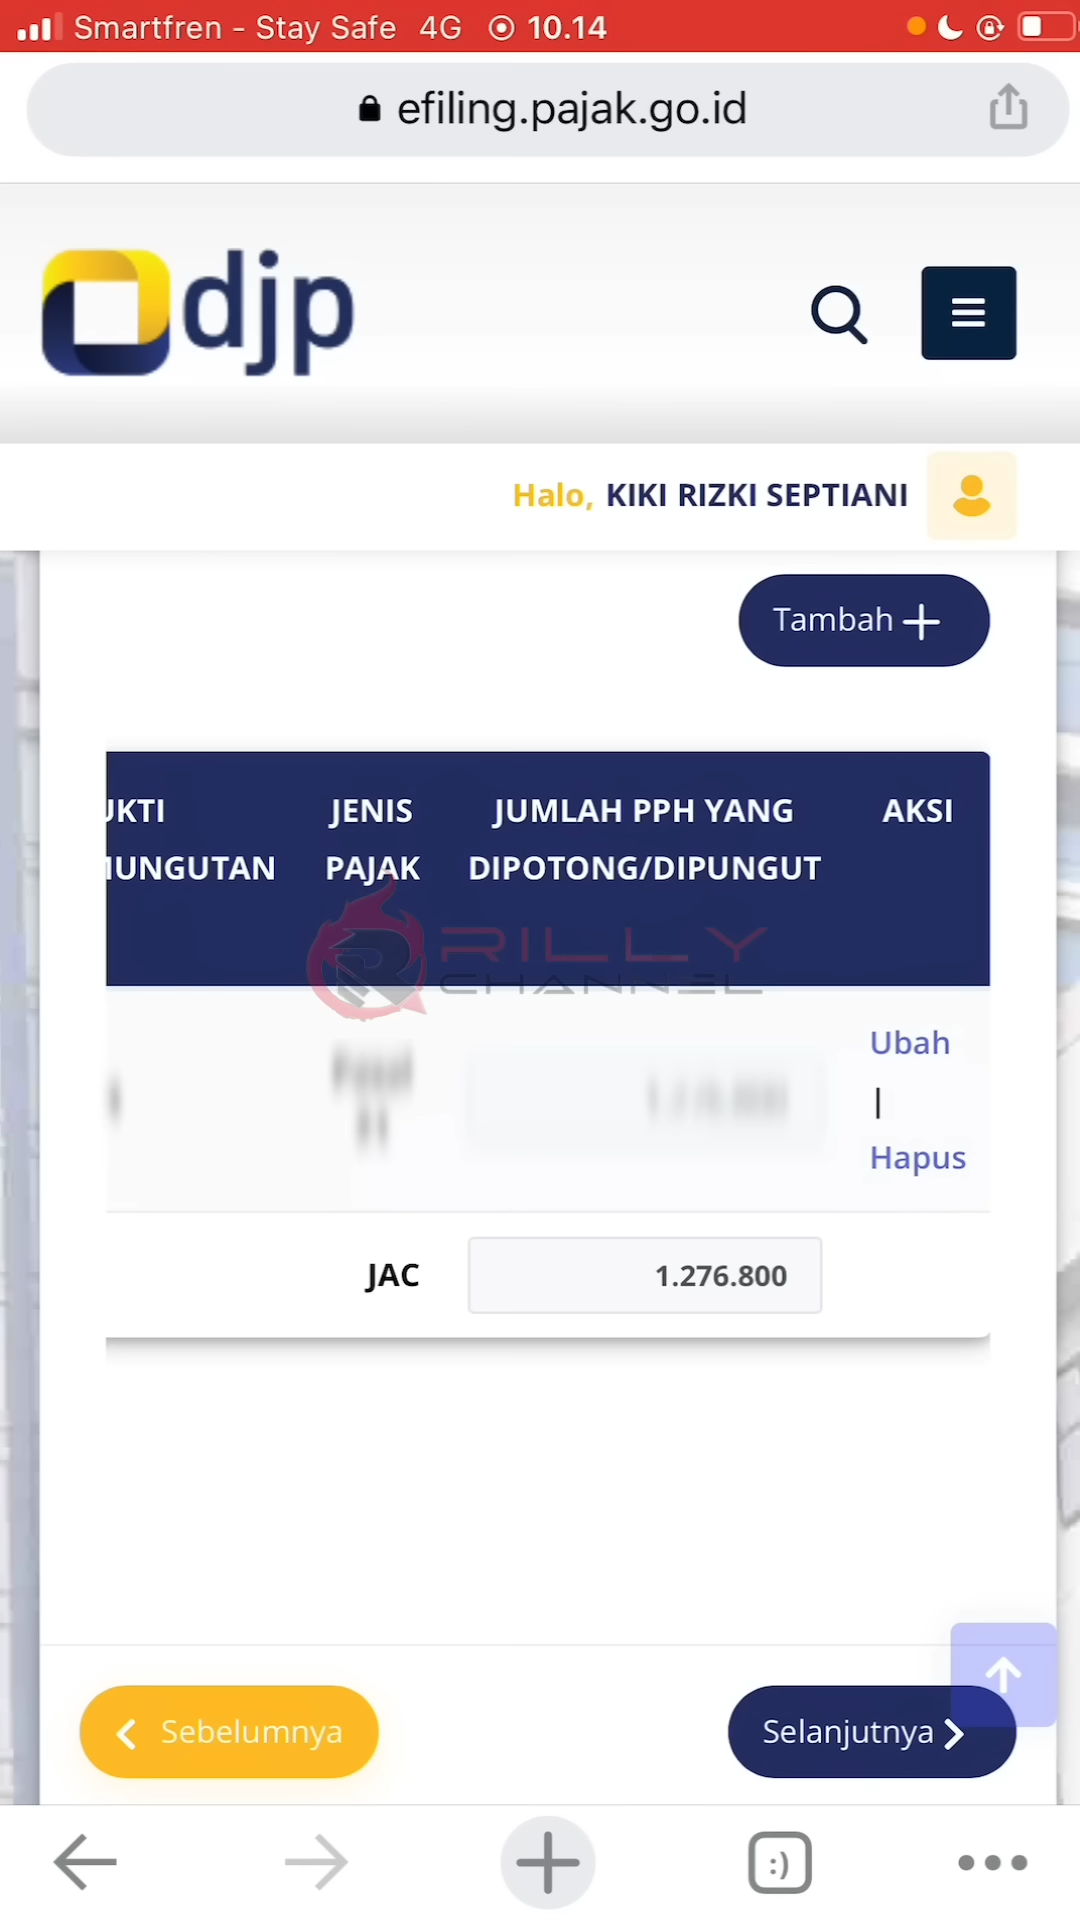 Smartfren - Stay Safe 4G 10.14
efiling.pajak.go.id
djp
Halo, KIKI RIZKI SEPTIANI
Tambah +
UKTI JENIS JUMLAH PPH YANG AKSI
MUNGUTAN PAJAK DIPOTONG/DIPUNGUT
RILLY
CHANNEL
Ubah
|
Hapus
JAC 1.276.800
Sebelumnya Selanjutnya
:)